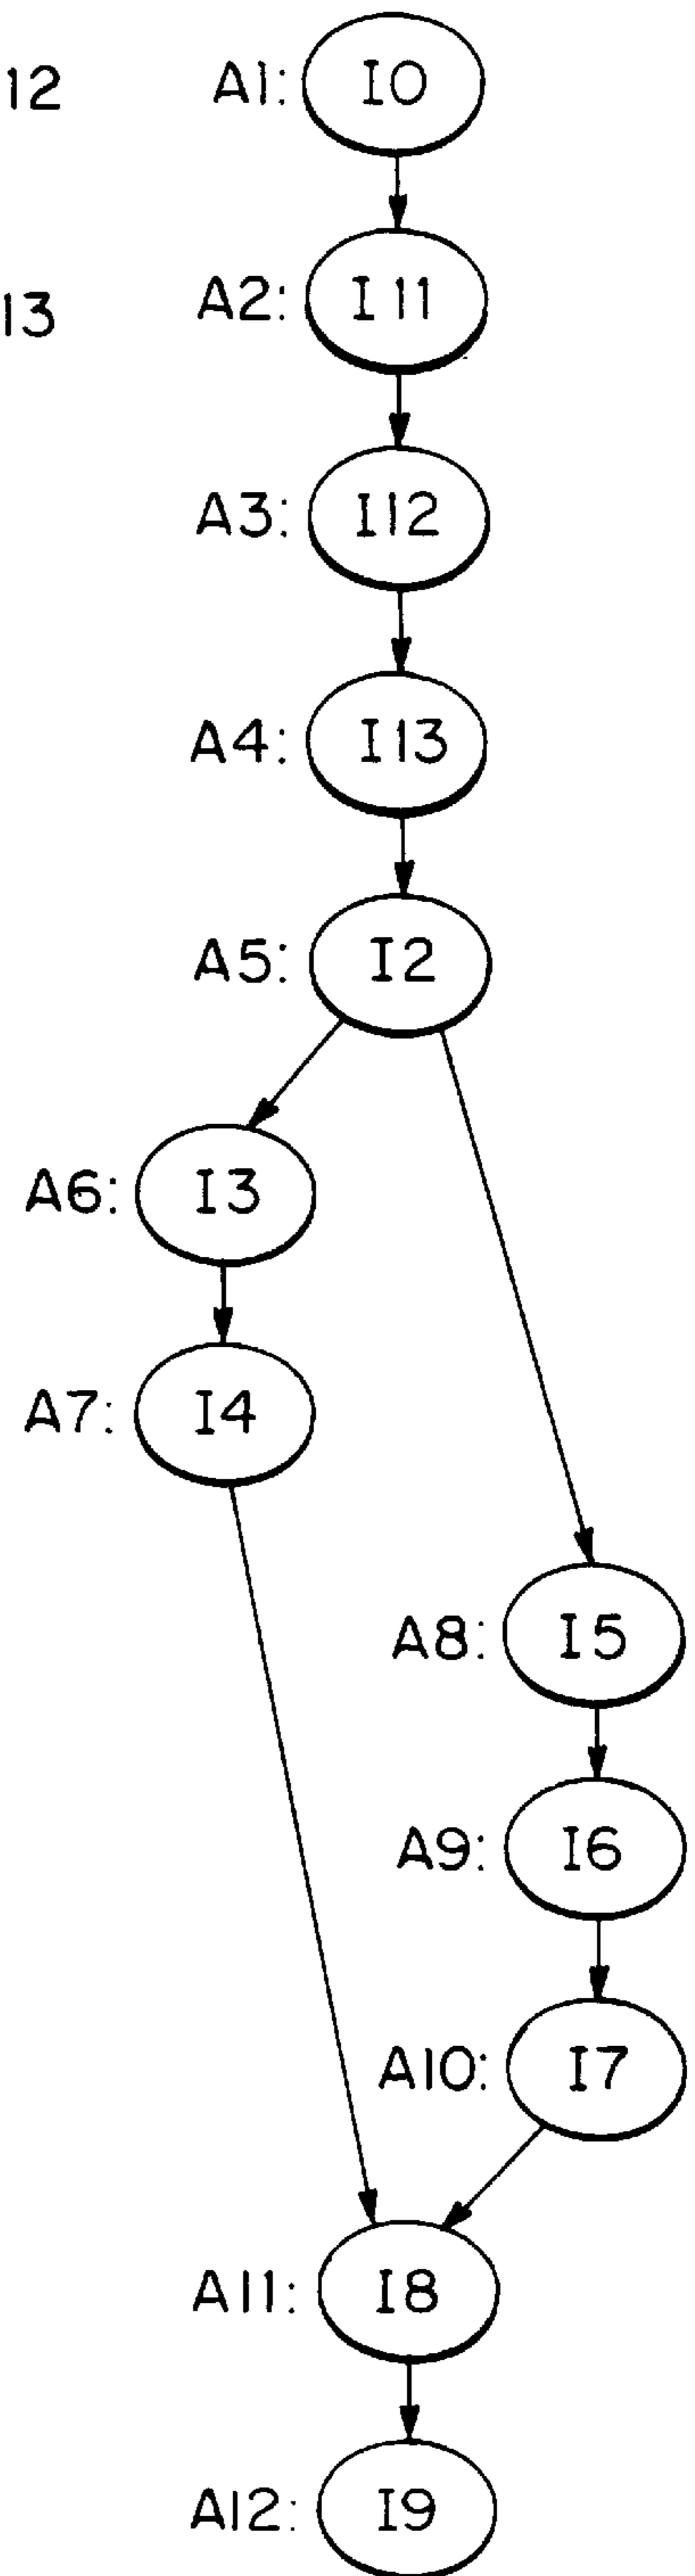 12 A1: I0
13 A2: I11
A3: I12
A4: I13
A5: I2
A6: I3
A7: I4
A8: I5
A9: I6
A10: I7
A11: I8
A12: I9